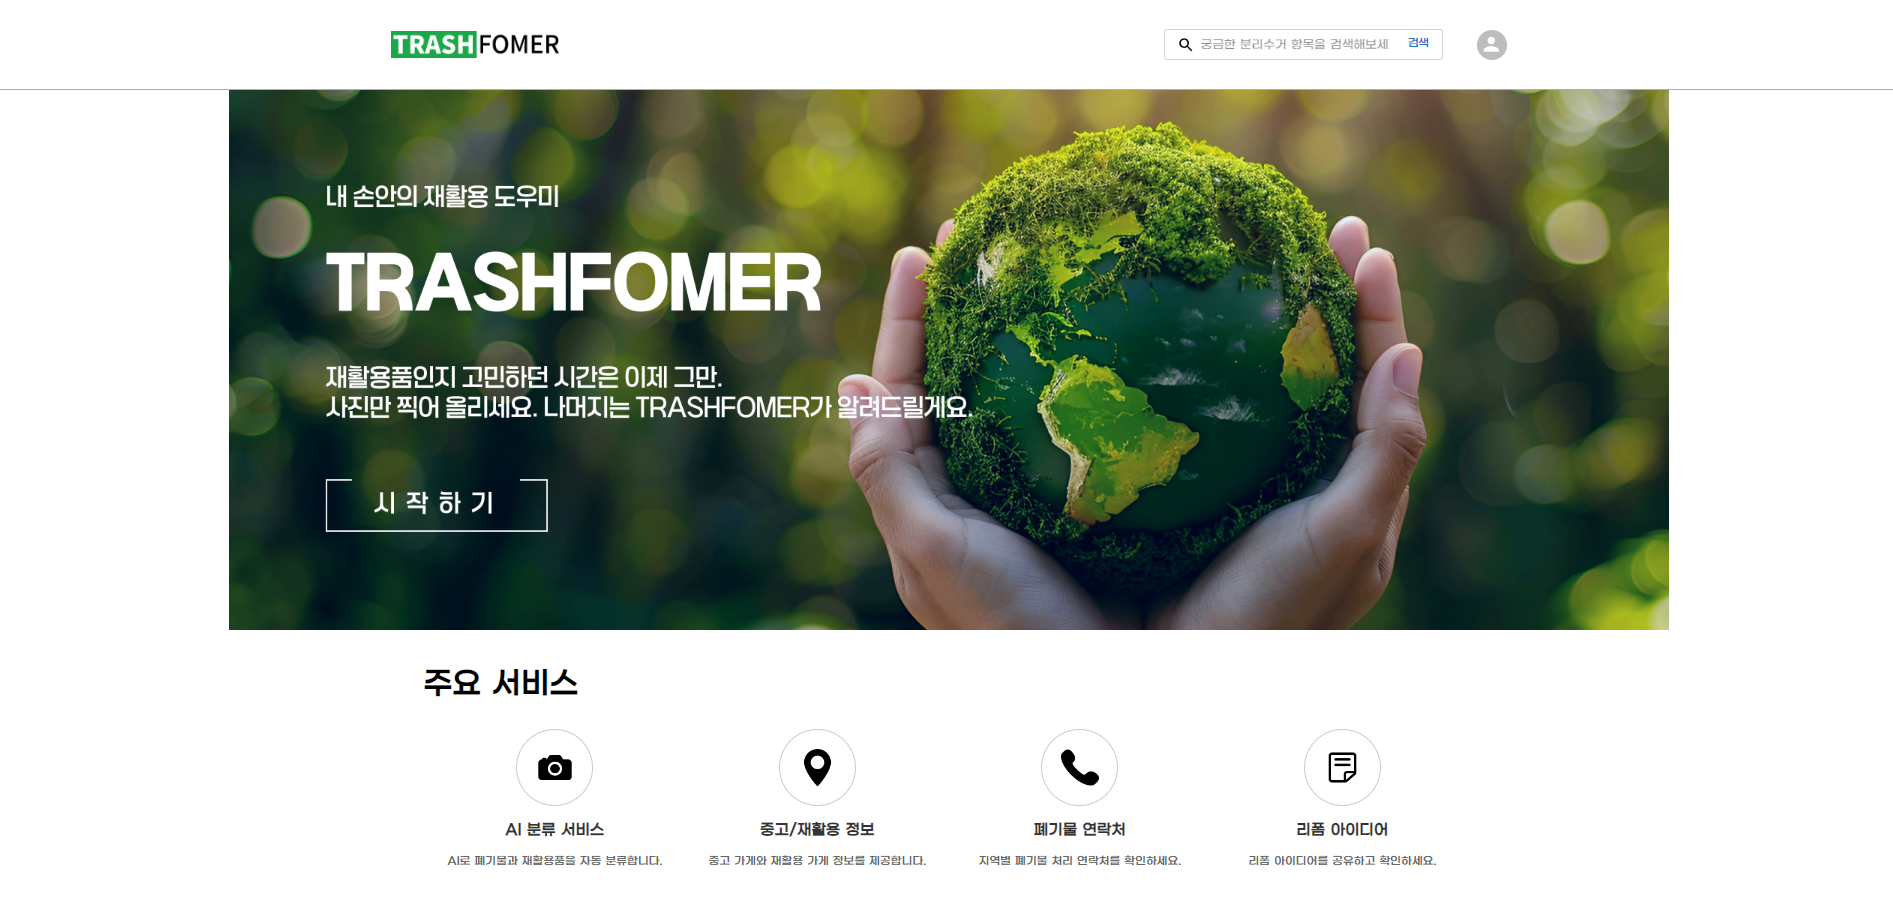 TRASHFOMER
궁금한 분리수거 항목을 검색해보세
검색
내 손안의 재활용 도우미
TRASHFOMER
재활용품인지 고민하던 시간은 이제 그만.
사진만 찍어 올리세요. 나머지는 TRASHFOMER가 알려드릴게요.
시작하기
주요 서비스
AI 분류 서비스
중고/재활용 정보
폐기물 연락처
리폼 아이디어
AI로 폐기물과 재활용품을 자동 분류합니다.
중고 가게와 재활용 가게 정보를 제공합니다.
지역별 폐기물 처리 연락처를 확인하세요.
리폼 아이디어를 공유하고 확인하세요.